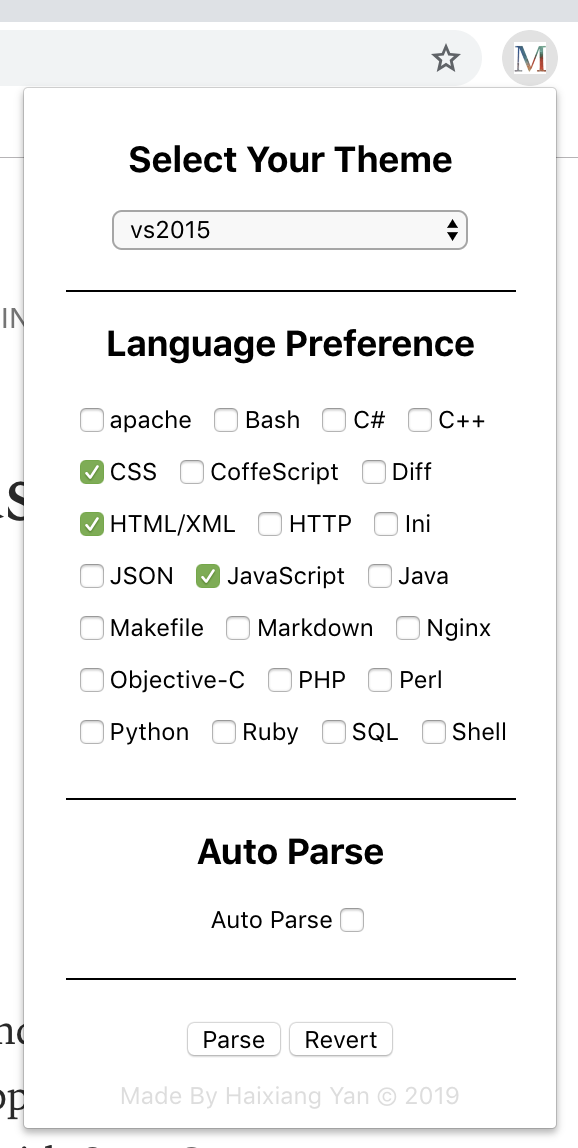 M
Select Your Theme
vs2015
IN
Language Preference
apache Bash C# C++
CSS CoffeScript Diff
HTML/XML HTTP Ini
JSON JavaScript Java
Makefile Markdown Nginx
Objective-C PHP Perl
Python Ruby SQL Shell
Auto Parse
Auto Parse
Parse Revert
Made By Haixiang Yan © 2019